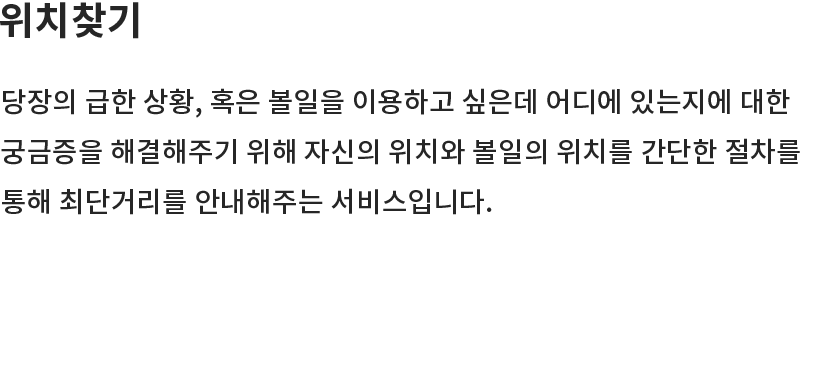 위치찾기
당장의 급한 상황, 혹은 볼일을 이용하고 싶은데 어디에 있는지에 대한
궁금증을 해결해주기 위해 자신의 위치와 볼일의 위치를 간단한 절차를
통해 최단거리를 안내해주는 서비스입니다.